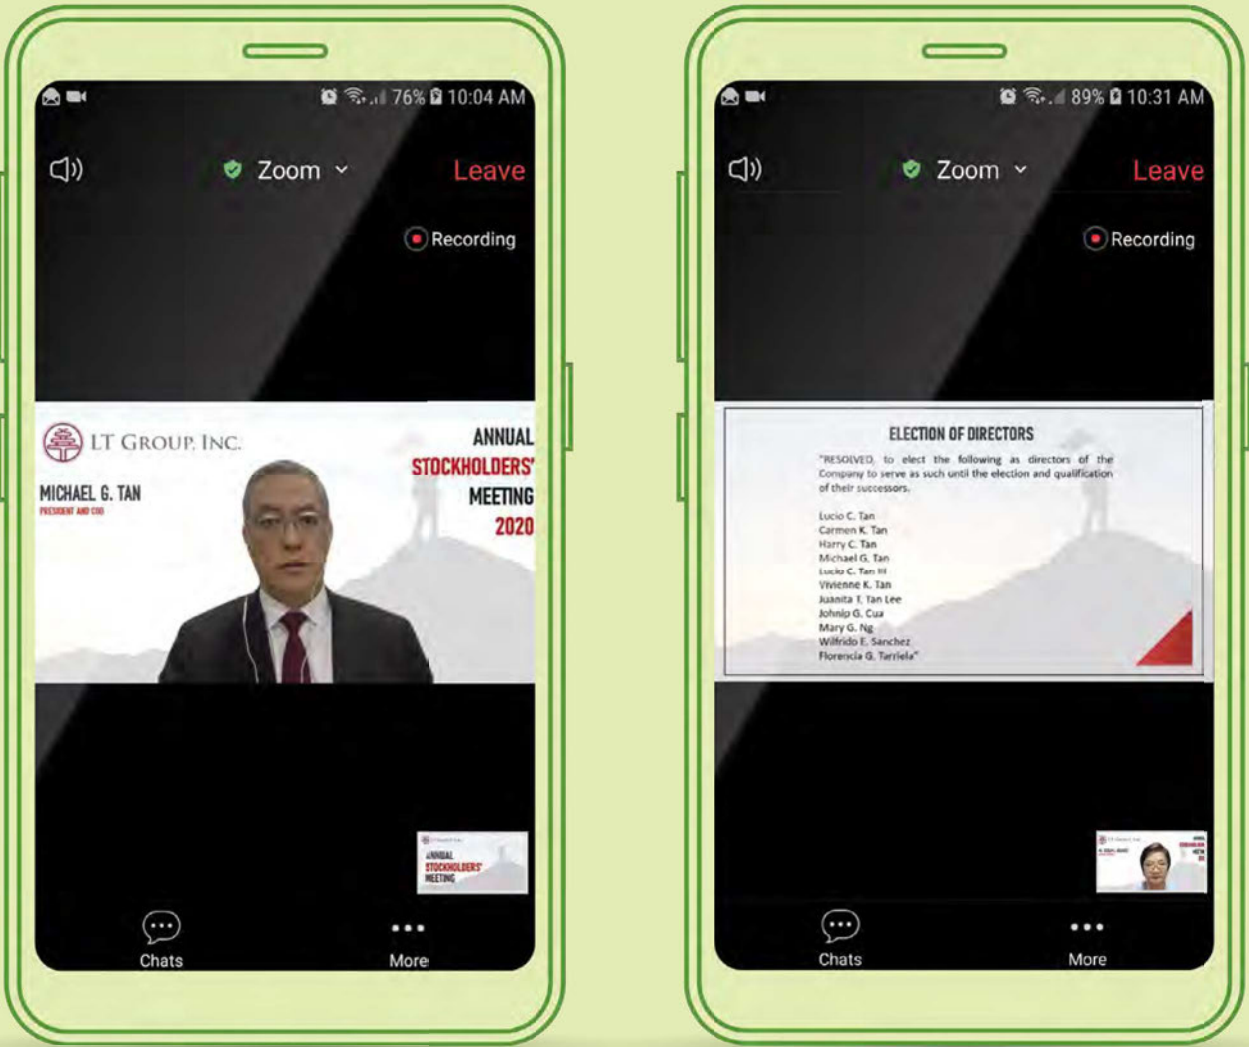 76% 10:04 AM
Zoom
Leave
Recording
LT GROUP, INC.
MICHAEL G. TAN
PRESIDENT AND COO
ANNUAL
STOCKHOLDERS'
MEETING
2020
ANNUAL
STOCKHOLDERS'
MEETING
Chats
More
89% 10:31 AM
Zoom
Leave
Recording
ELECTION OF DIRECTORS
"RESOLVED, to elect the following as directors of the
Company to serve as such until the election and qualification
of their successors.
Lucio C. Tan
Carmen K. Tan
Harry C. Tan
Michael G. Tan
Lucio C. Tan III
Vivienne K. Tan
Juanita T. Tan Lee
Johnip G. Cua
Mary G. Ng
Wilfrido E. Sanchez
Florencia G. Tarriela"
Chats
More